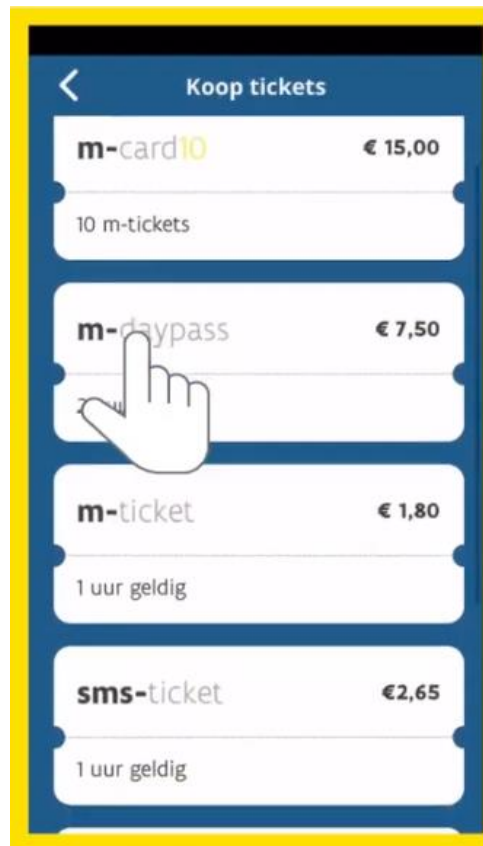 Koop tickets
m-card10 € 15,00
10 m-tickets
m-daypass € 7,50
m-ticket € 1,80
1 uur geldig
sms-ticket €2,65
1 uur geldig